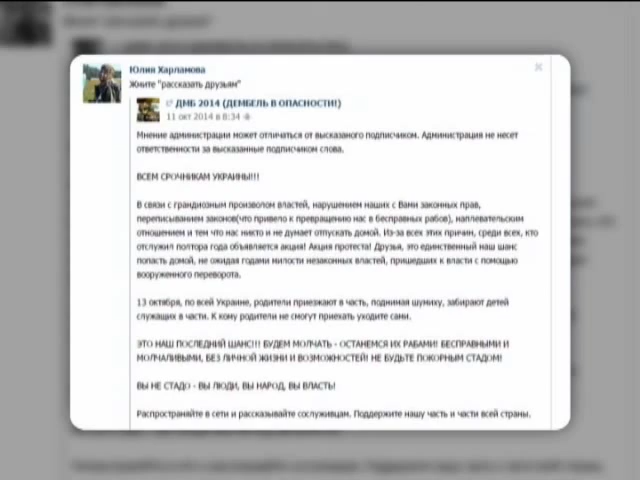 Юлия Харламова
Жмите "рассказать друзьям"
ДМБ 2014 (ДЕМБЕЛЬ В ОПАСНОСТИ!)
11 окт 2014 в 8:34
Мнение администрации может отличаться от высказаного подписчиком. Администрация не несет
ответственности за высказанные подписчиком слова.
ВСЕМ СРОЧНИКАМ УКРАИНЫ!!!
В связи с грандиозным произволом властей, нарушением наших с Вами законных прав,
переписыванием законов(что привело к превращению нас в бесправных рабов), наплевательским
отношением и тем что нас никто и не думает отпускать домой. Из-за всех этих причин, среди всех, кто
отслужил полтора года объявляется акция! Акция протеста! Друзья, это единственный наш шанс
попасть домой, не ожидая годами милости незаконных властей, пришедших к власти с помощью
вооруженного переворота.
13 октября, по всей Украине, родители приезжают в часть, поднимая шумиху, забирают детей
служащих в части. К кому родители не смогут приехать уходите сами.
ЭТО НАШ ПОСЛЕДНИЙ ШАНС!!! БУДЕМ МОЛЧАТЬ - ОСТАНЕМСЯ ИХ РАБАМИ! БЕСПРАВНЫМИ И
МОЛЧАЛИВЫМИ, БЕЗ ЛИЧНОЙ ЖИЗНИ И ВОЗМОЖНОСТЕЙ! НЕ БУДЬТЕ ПОКОРНЫМ СТАДОМ!
ВЫ НЕ СТАДО - ВЫ ЛЮДИ, ВЫ НАРОД, ВЫ ВЛАСТЬ!
Распространяйте в сети и рассказывайте сослуживцам. Поддержите нашу часть и части всей страны.